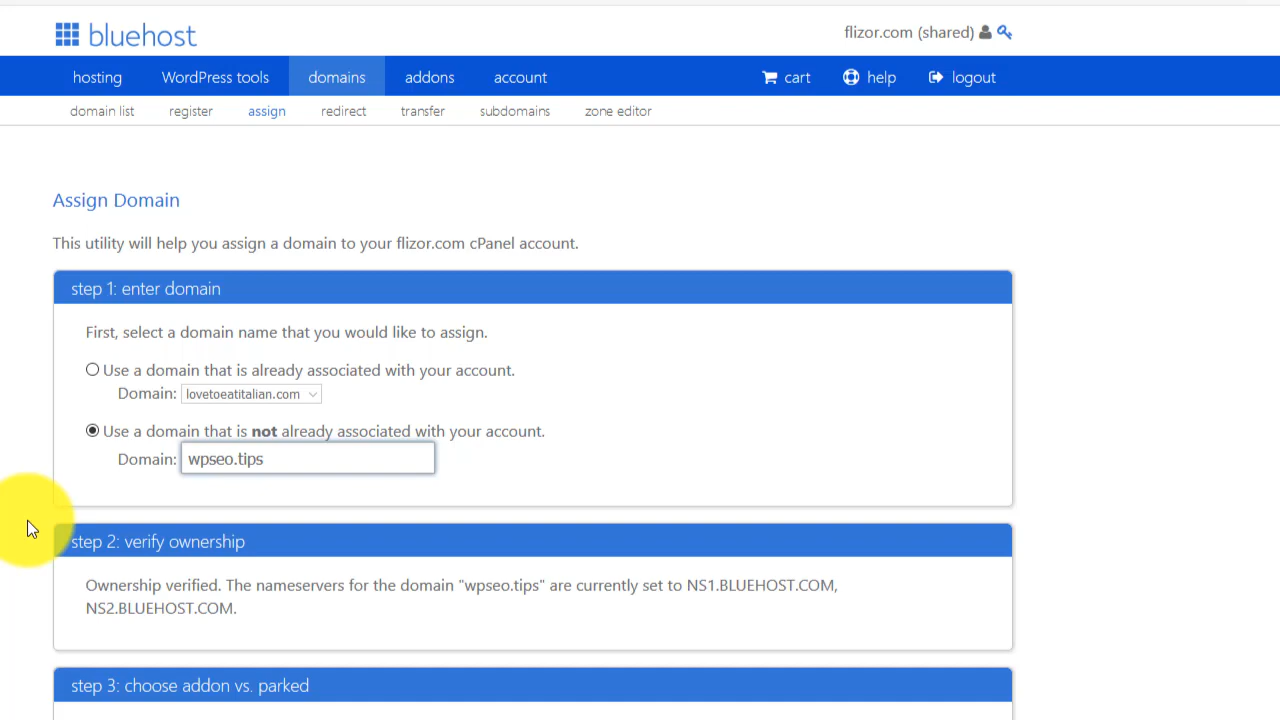 bluehost
flizor.com (shared)
hosting WordPress tools domains addons account cart help logout
domain list register assign redirect transfer subdomains zone editor
Assign Domain
This utility will help you assign a domain to your flizor.com cPanel account.
step 1: enter domain
First, select a domain name that you would like to assign.
Use a domain that is already associated with your account.
Domain: lovetoeatitalian.com
Use a domain that is not already associated with your account.
Domain: wpseo.tips
step 2: verify ownership
Ownership verified. The nameservers for the domain "wpseo.tips" are currently set to NS1.BLUEHOST.COM,
NS2.BLUEHOST.COM.
step 3: choose addon vs. parked